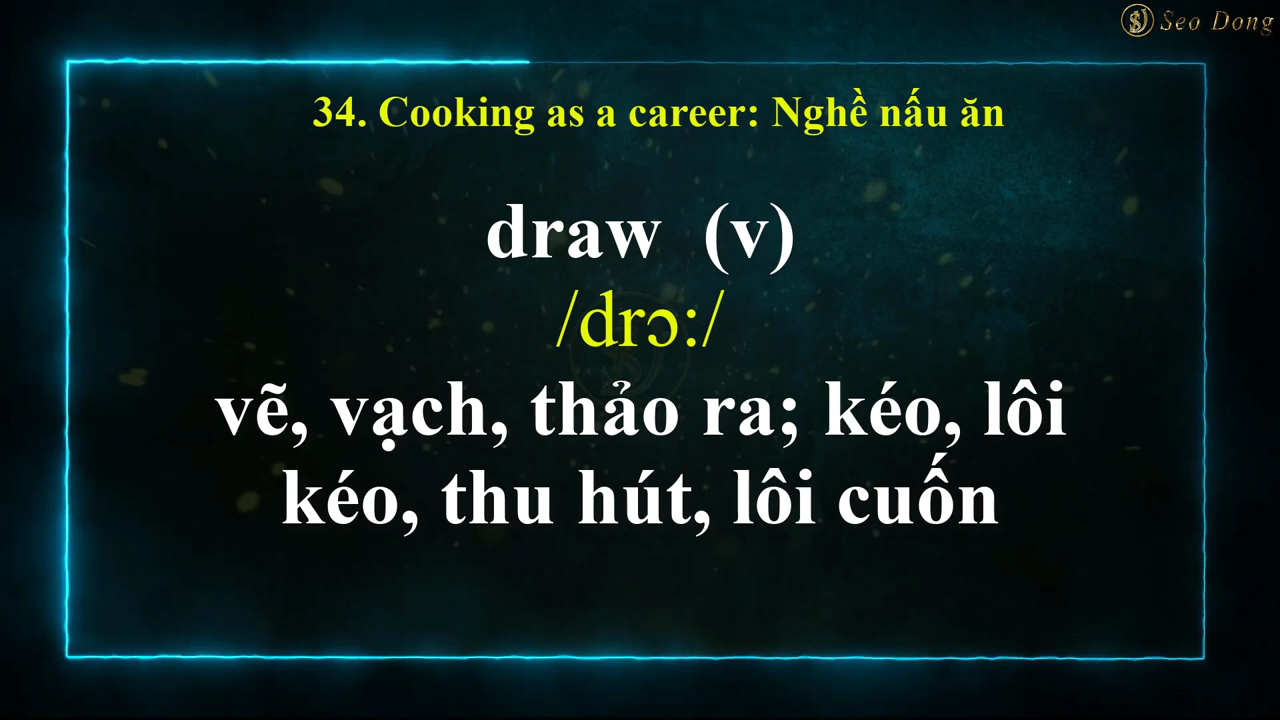 Seo Dong
34. Cooking as a career: Nghề nấu ăn
draw (v)
/drɔ:/
vẽ, vạch, thảo ra; kéo, lôi
kéo, thu hút, lôi cuốn